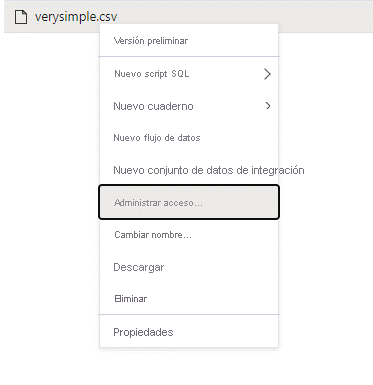 verysimple.csv
Versión preliminar
Nuevo script SQL
Nuevo cuaderno
Nuevo flujo de datos
Nuevo conjunto de datos de integración
Administrar acceso...
Cambiar nombre...
Descargar
Eliminar
Propiedades